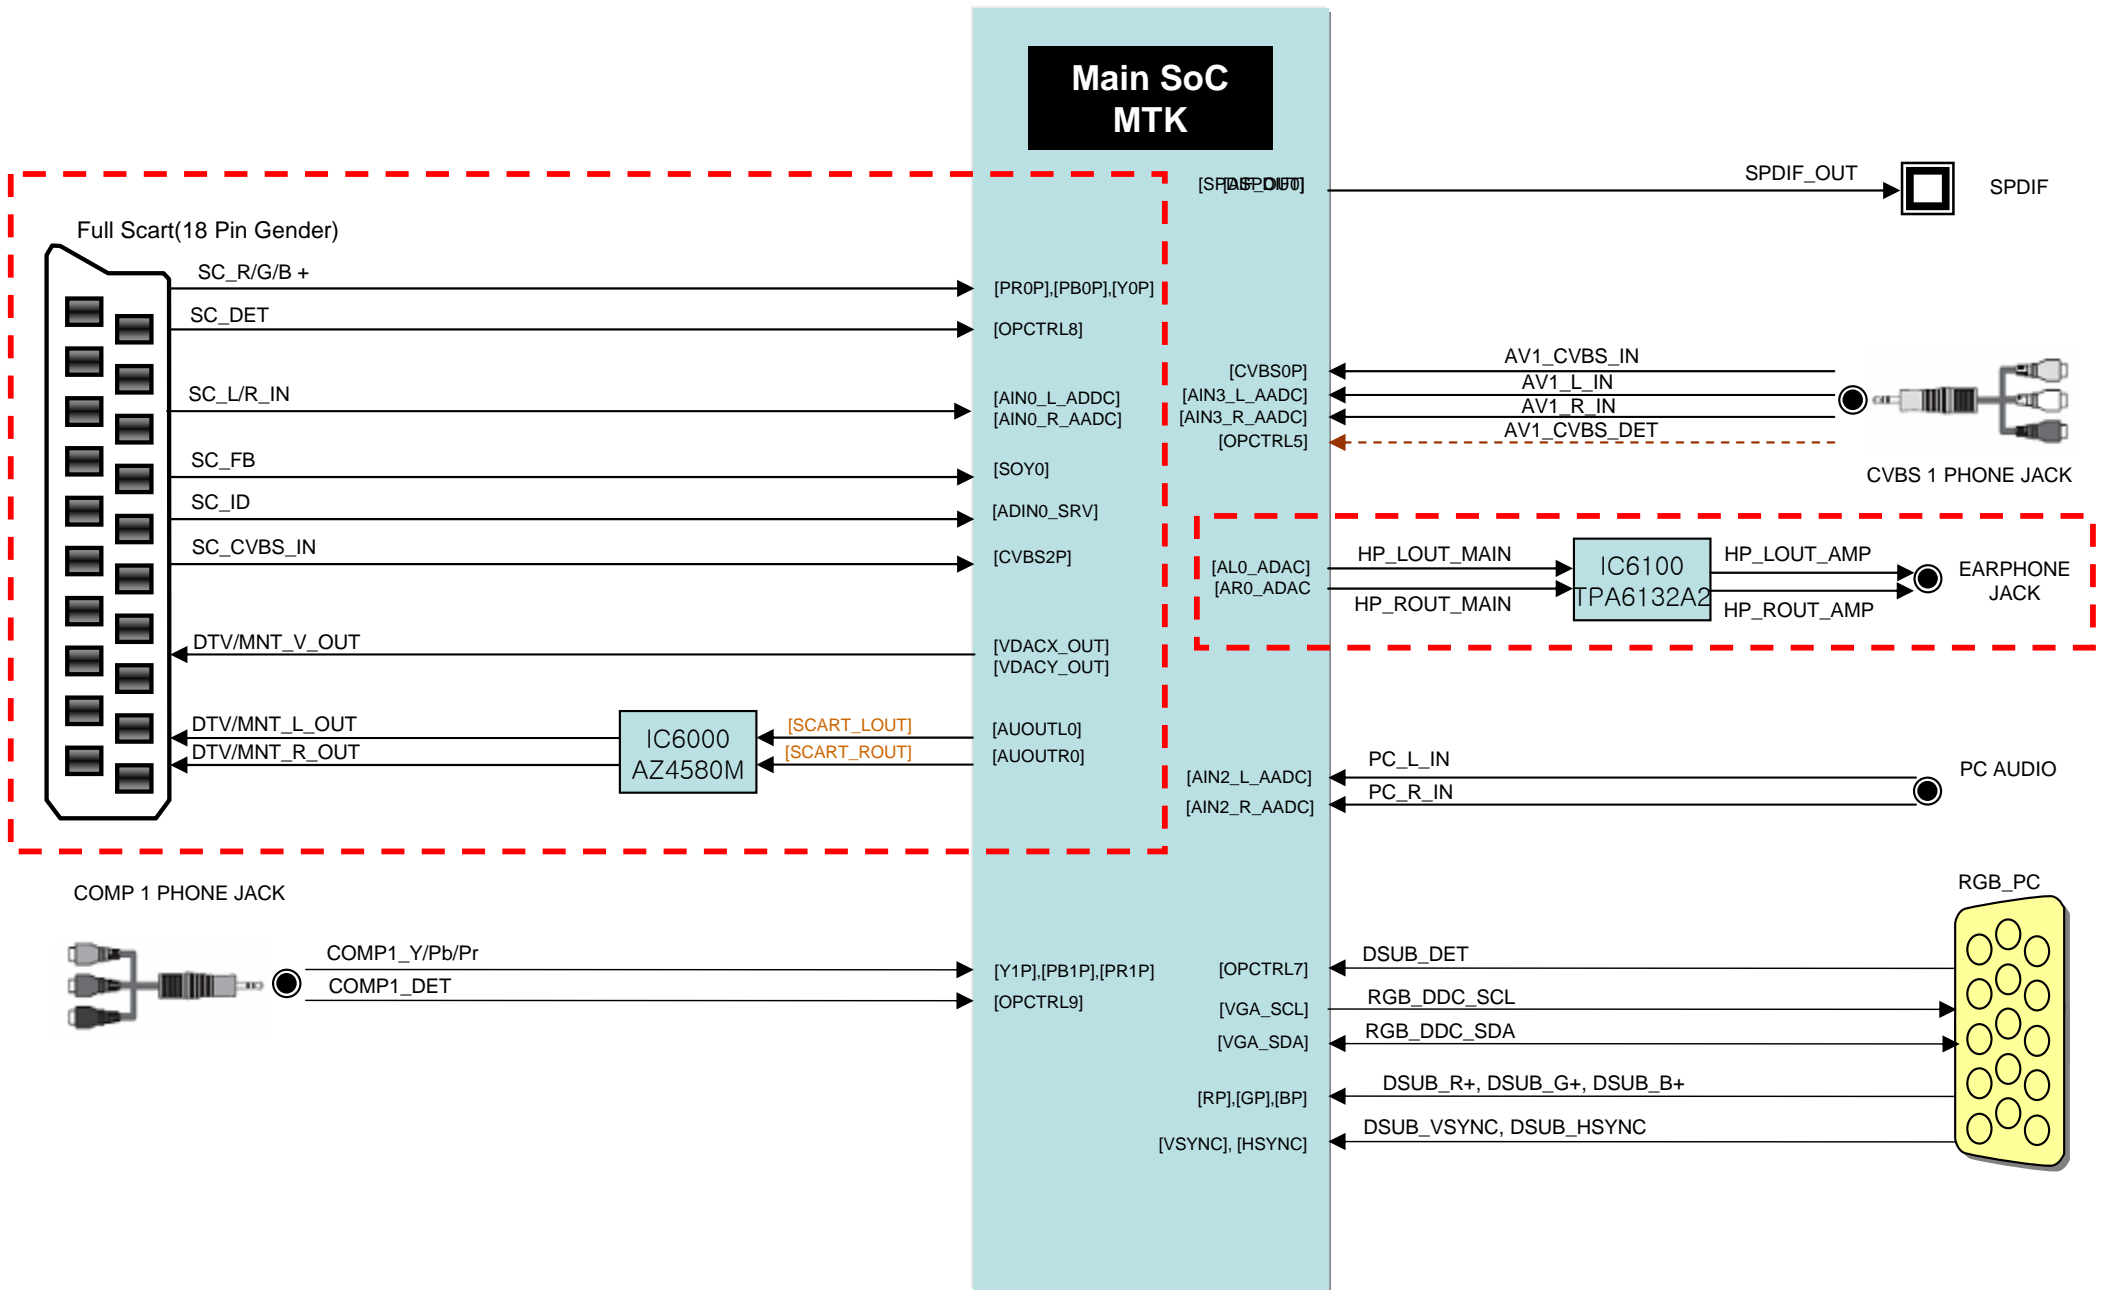 Main SoC
MTK
Full Scart(18 Pin Gender)
SC_R/G/B +
[PR0P],[PB0P],[Y0P]
SC_DET
[OPCTRL8]
SC_L/R_IN
[AIN0_L_ADDC]
[AIN0_R_AADC]
SC_FB
[SOY0]
SC_ID
[ADIN0_SRV]
SC_CVBS_IN
[CVBS2P]
DTV/MNT_V_OUT
[VDACX_OUT]
[VDACY_OUT]
DTV/MNT_L_OUT
DTV/MNT_R_OUT
IC6000
AZ4580M
[SCART_LOUT]
[SCART_ROUT]
[AUOUTL0]
[AUOUTR0]
COMP 1 PHONE JACK
COMP1_Y/Pb/Pr
COMP1_DET
[Y1P],[PB1P],[PR1P]
[OPCTRL9]
SPDIF_OUT
SPDIF
[CVBS0P]
AV1_CVBS_IN
[AIN3_L_AADC]
AV1_L_IN
[AIN3_R_AADC]
AV1_R_IN
[OPCTRL5]
AV1_CVBS_DET
CVBS 1 PHONE JACK
[AL0_ADAC]
[AR0_ADAC
HP_LOUT_MAIN
HP_ROUT_MAIN
IC6100
TPA6132A2
HP_LOUT_AMP
HP_ROUT_AMP
EARPHONE
JACK
[AIN2_L_AADC]
PC_L_IN
[AIN2_R_AADC]
PC_R_IN
PC AUDIO
RGB_PC
[OPCTRL7]
DSUB_DET
[VGA_SCL]
RGB_DDC_SCL
[VGA_SDA]
RGB_DDC_SDA
[RP],[GP],[BP]
DSUB_R+, DSUB_G+, DSUB_B+
[VSYNC], [HSYNC]
DSUB_VSYNC, DSUB_HSYNC